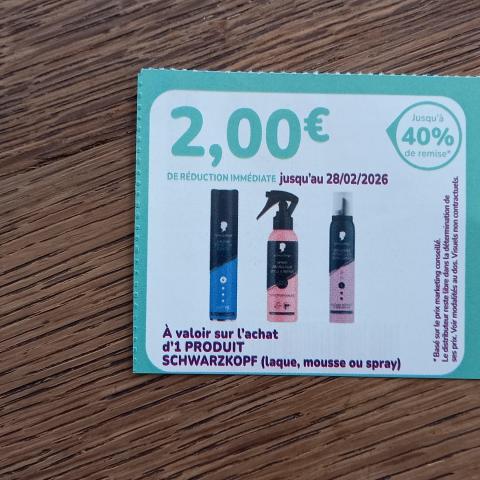 2,00€
DE RÉDUCTION IMMÉDIATE jusqu'au 28/02/2026
Jusqu'à
40%
de remise*
À valoir sur l'achat
d'1 PRODUIT
SCHWARZKOPF (laque, mousse ou spray)
* Basé sur le prix marketing conseillé.
Le distributeur reste libre dans la détermination de
ses prix. Voir modalités au dos. Visuels non contractuels.